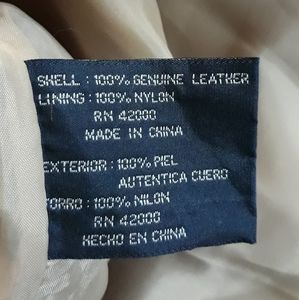 SHELL : 100% GENUINE LEATHER
LINING : 100% NYLON
RN 42000
MADE IN CHINA
EXTERIOR : 100% PIEL
AUTENTICA CUERO
FORRO : 100% NILON
RN 42000
HECHO EN CHINA